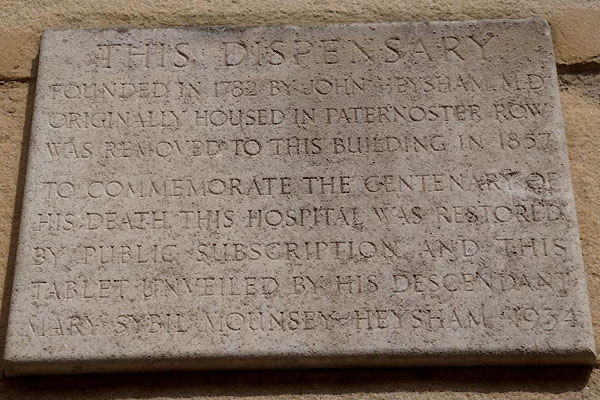 THIS DISPENSARY
FOUNDED IN 1782 BY JOHN HEYSHAM, M.D.
ORIGINALLY HOUSED IN PATERNOSTER ROW
WAS REMOVED TO THIS BUILDING IN 1857
TO COMMEMORATE THE CENTENARY OF
HIS DEATH THIS HOSPITAL WAS RESTORED
BY PUBLIC SUBSCRIPTION AND THIS
TABLET UNVEILED BY HIS DESCENDANT
MARY SYBIL MOUNSEY-HEYSHAM 1934